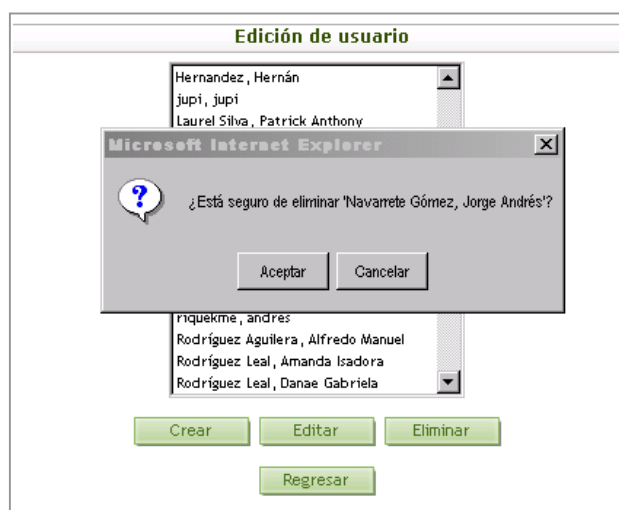 Edición de usuario
Hernandez, Hernán
jupi, jupi
Laurel Silva, Patrick Anthony
Microsoft Internet Explorer
¿Está seguro de eliminar 'Navarrete Gómez, Jorge Andrés'?
Aceptar Cancelar
riquekme, andres
Rodríguez Aguilera, Alfredo Manuel
Rodríguez Leal, Amanda Isadora
Rodríguez Leal, Danae Gabriela
Crear Editar Eliminar
Regresar